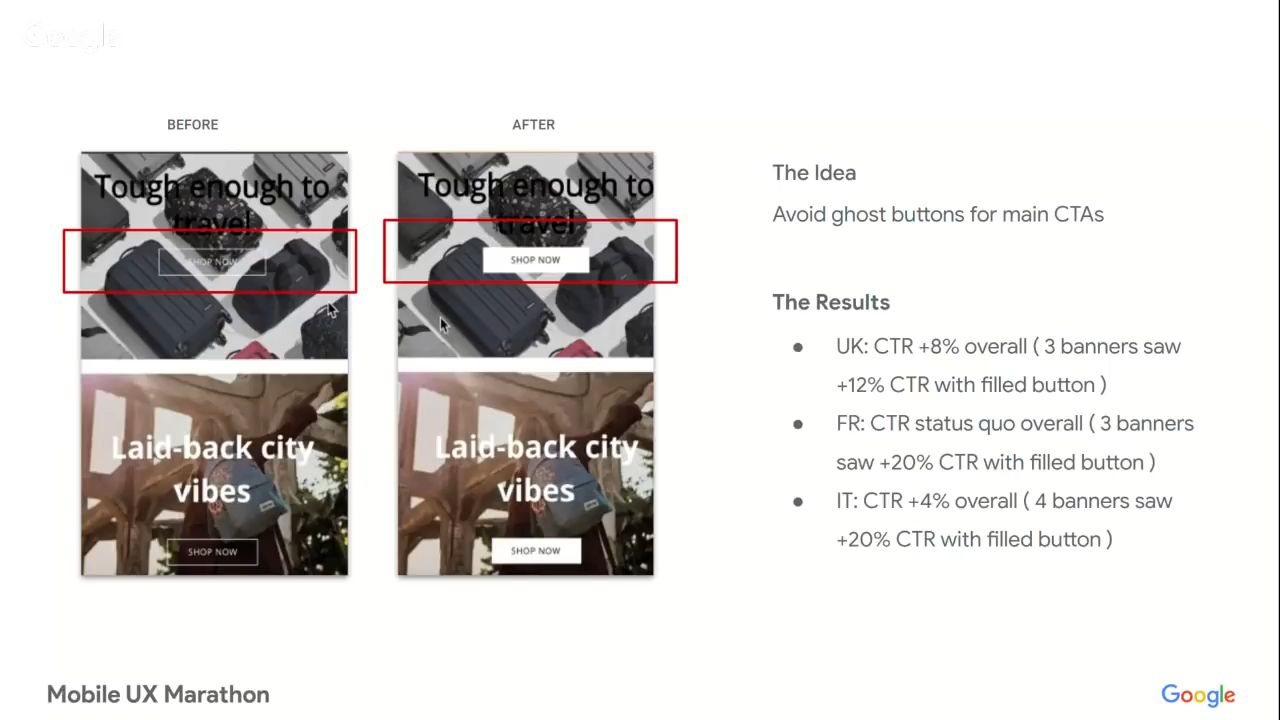 Google
BEFORE
AFTER
Tough enough to
travel
SHOP NOW
Laid-back city
vibes
SHOP NOW
Tough enough to
travel
SHOP NOW
Laid-back city
vibes
SHOP NOW
The Idea
Avoid ghost buttons for main CTAs
The Results
● UK: CTR +8% overall ( 3 banners saw
+12% CTR with filled button )
● FR: CTR status quo overall ( 3 banners
saw +20% CTR with filled button )
● IT: CTR +4% overall ( 4 banners saw
+20% CTR with filled button )
Mobile UX Marathon
Google